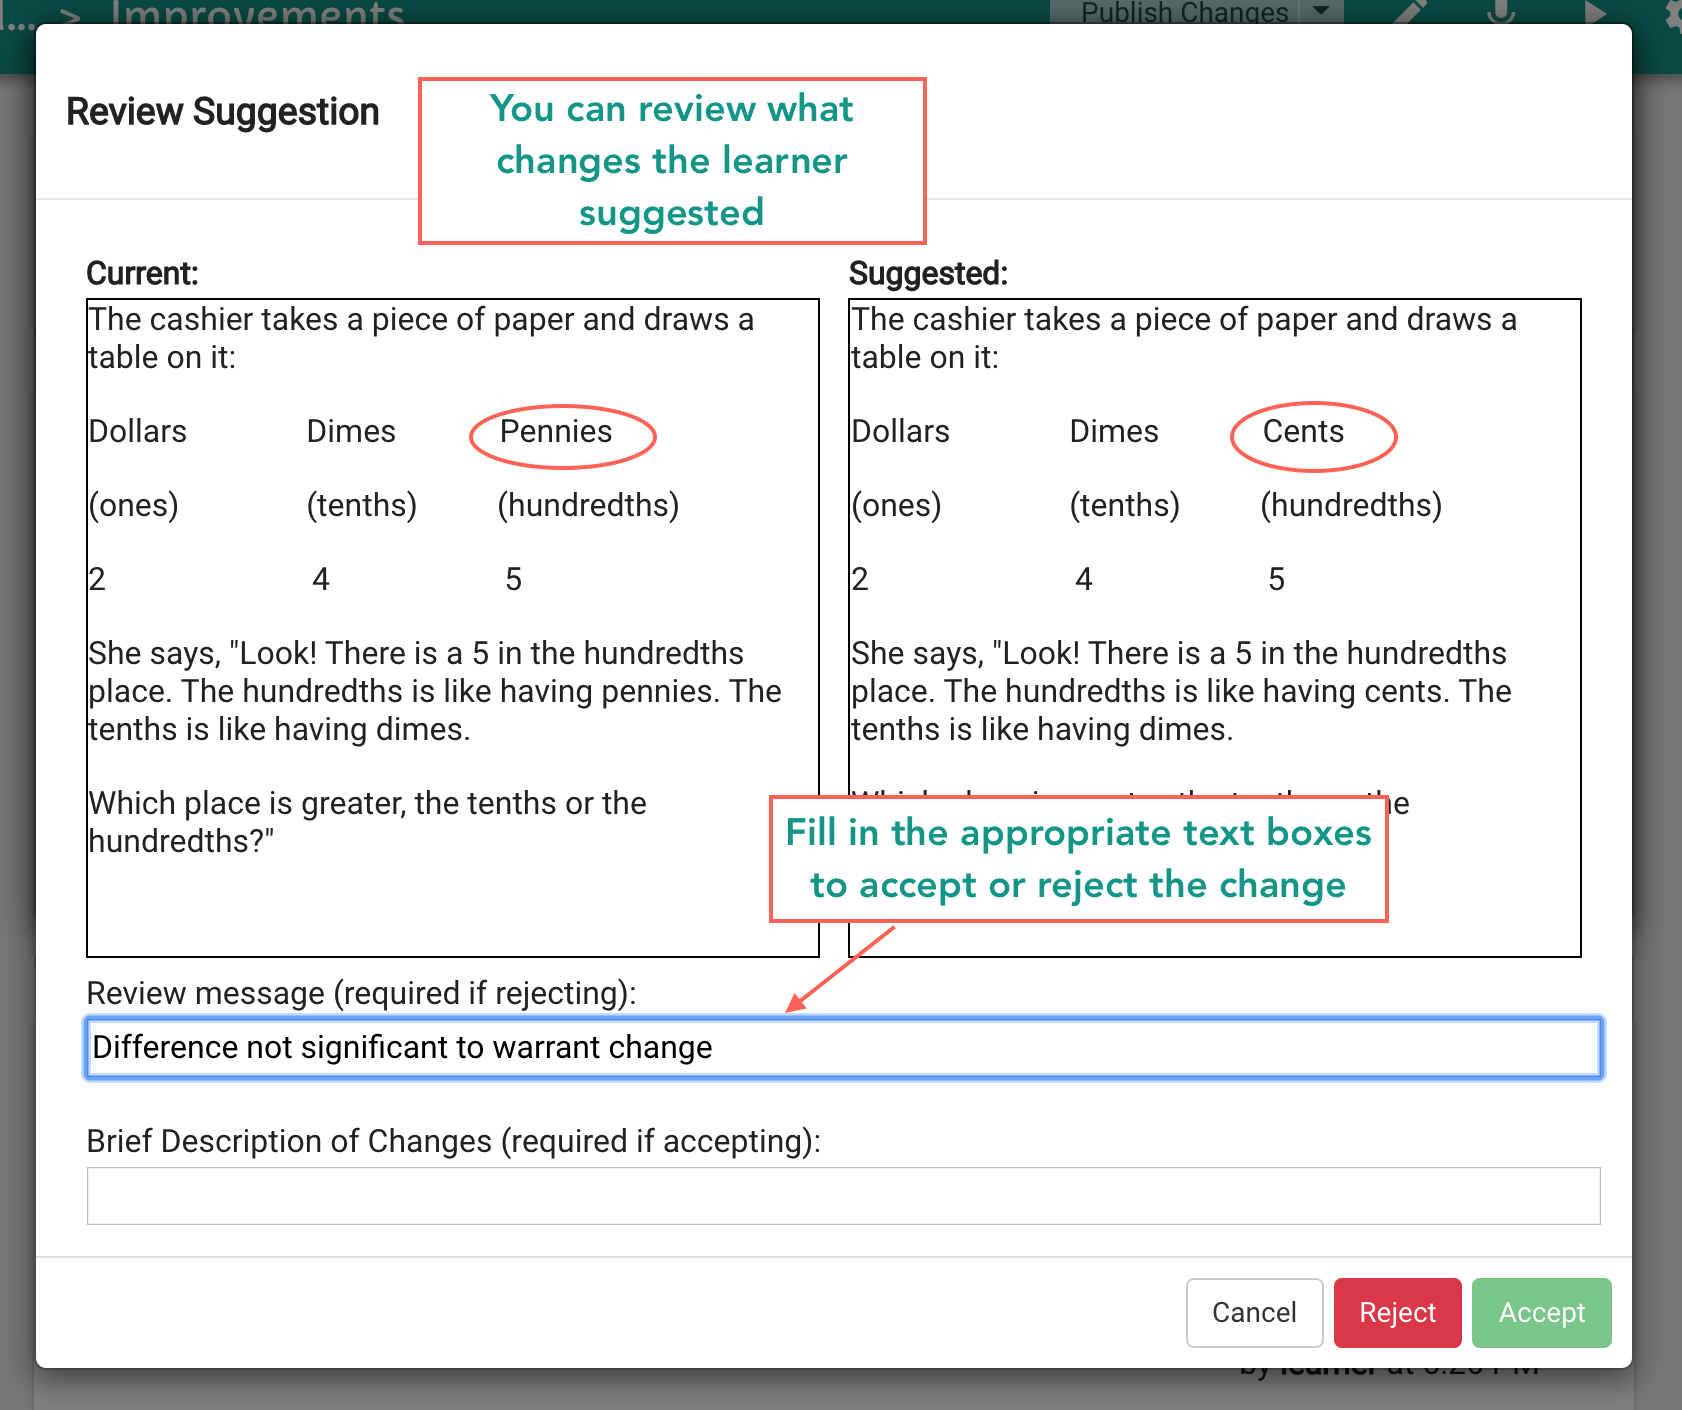 > Improvements
Publish Changes
Review Suggestion
You can review what
changes the learner
suggested
Current:
The cashier takes a piece of paper and draws a
table on it:
Dollars Dimes Pennies
(ones) (tenths) (hundredths)
2 4 5
She says, "Look! There is a 5 in the hundredths
place. The hundredths is like having pennies. The
tenths is like having dimes.
Which place is greater, the tenths or the
hundredths?"
Suggested:
The cashier takes a piece of paper and draws a
table on it:
Dollars Dimes Cents
(ones) (tenths) (hundredths)
2 4 5
She says, "Look! There is a 5 in the hundredths
place. The hundredths is like having cents. The
tenths is like having dimes.
Fill in the appropriate text boxes
to accept or reject the change
Review message (required if rejecting):
Difference not significant to warrant change
Brief Description of Changes (required if accepting):
Cancel
Reject
Accept
by learner at